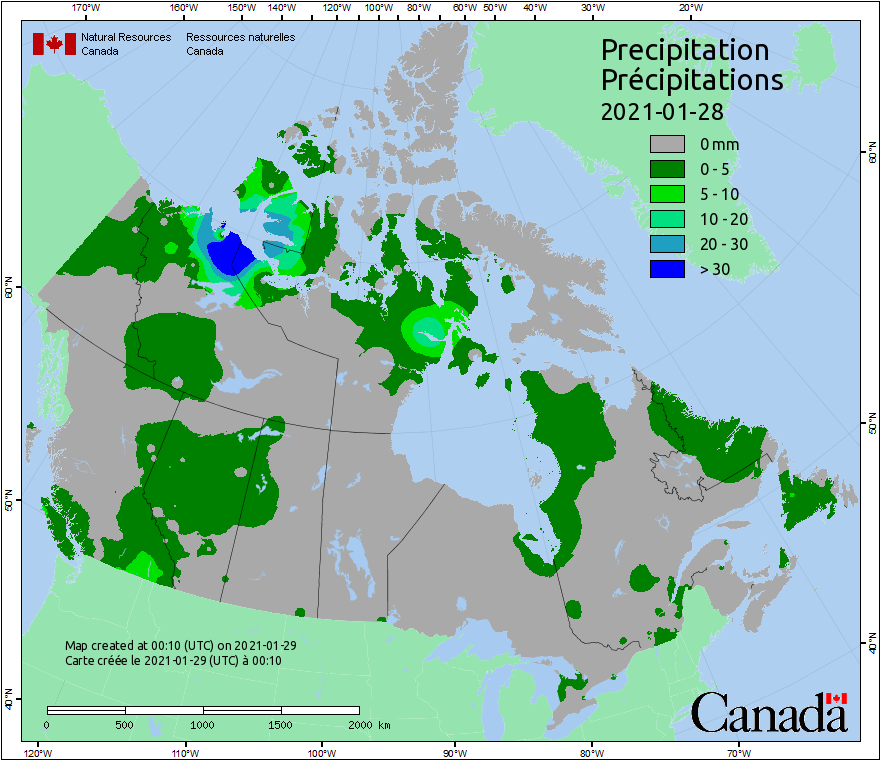 170°W 160°W 150°W 140°W 120°W 100°W 80°W 60°W 50°W 40°W 30°W 20°W
Natural Resources Canada
Ressources naturelles Canada
Precipitation
Précipitations
2021-01-28
0 mm
0 - 5
5 - 10
10 - 20
20 - 30
> 30
60°N
50°N
40°N
60°N
50°N
40°N
Map created at 00:10 (UTC) on 2021-01-29
Carte créée le 2021-01-29 (UTC) à 00:10
0 500 1000 1500 2000 km
Canada
120°W 110°W 100°W 90°W 80°W 70°W